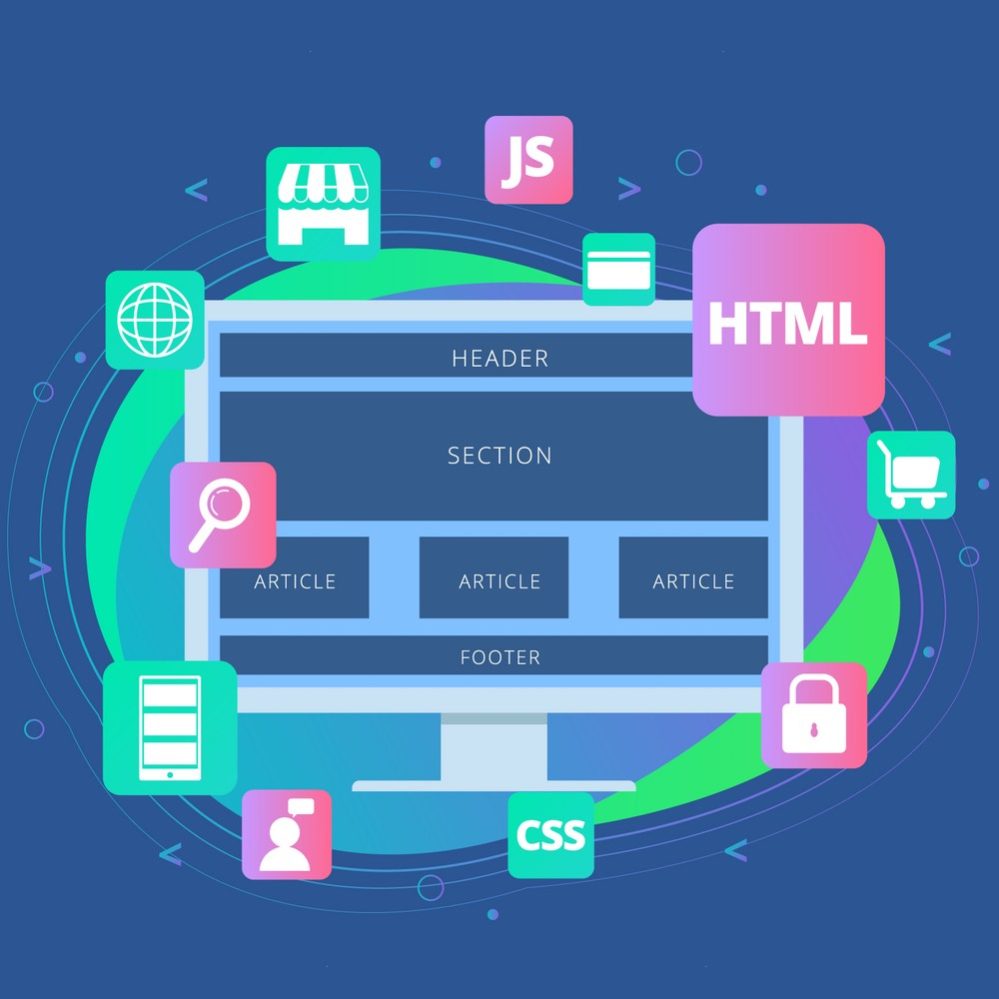 JS
HTML
HEADER
SECTION
ARTICLE ARTICLE ARTICLE
FOOTER
CSS